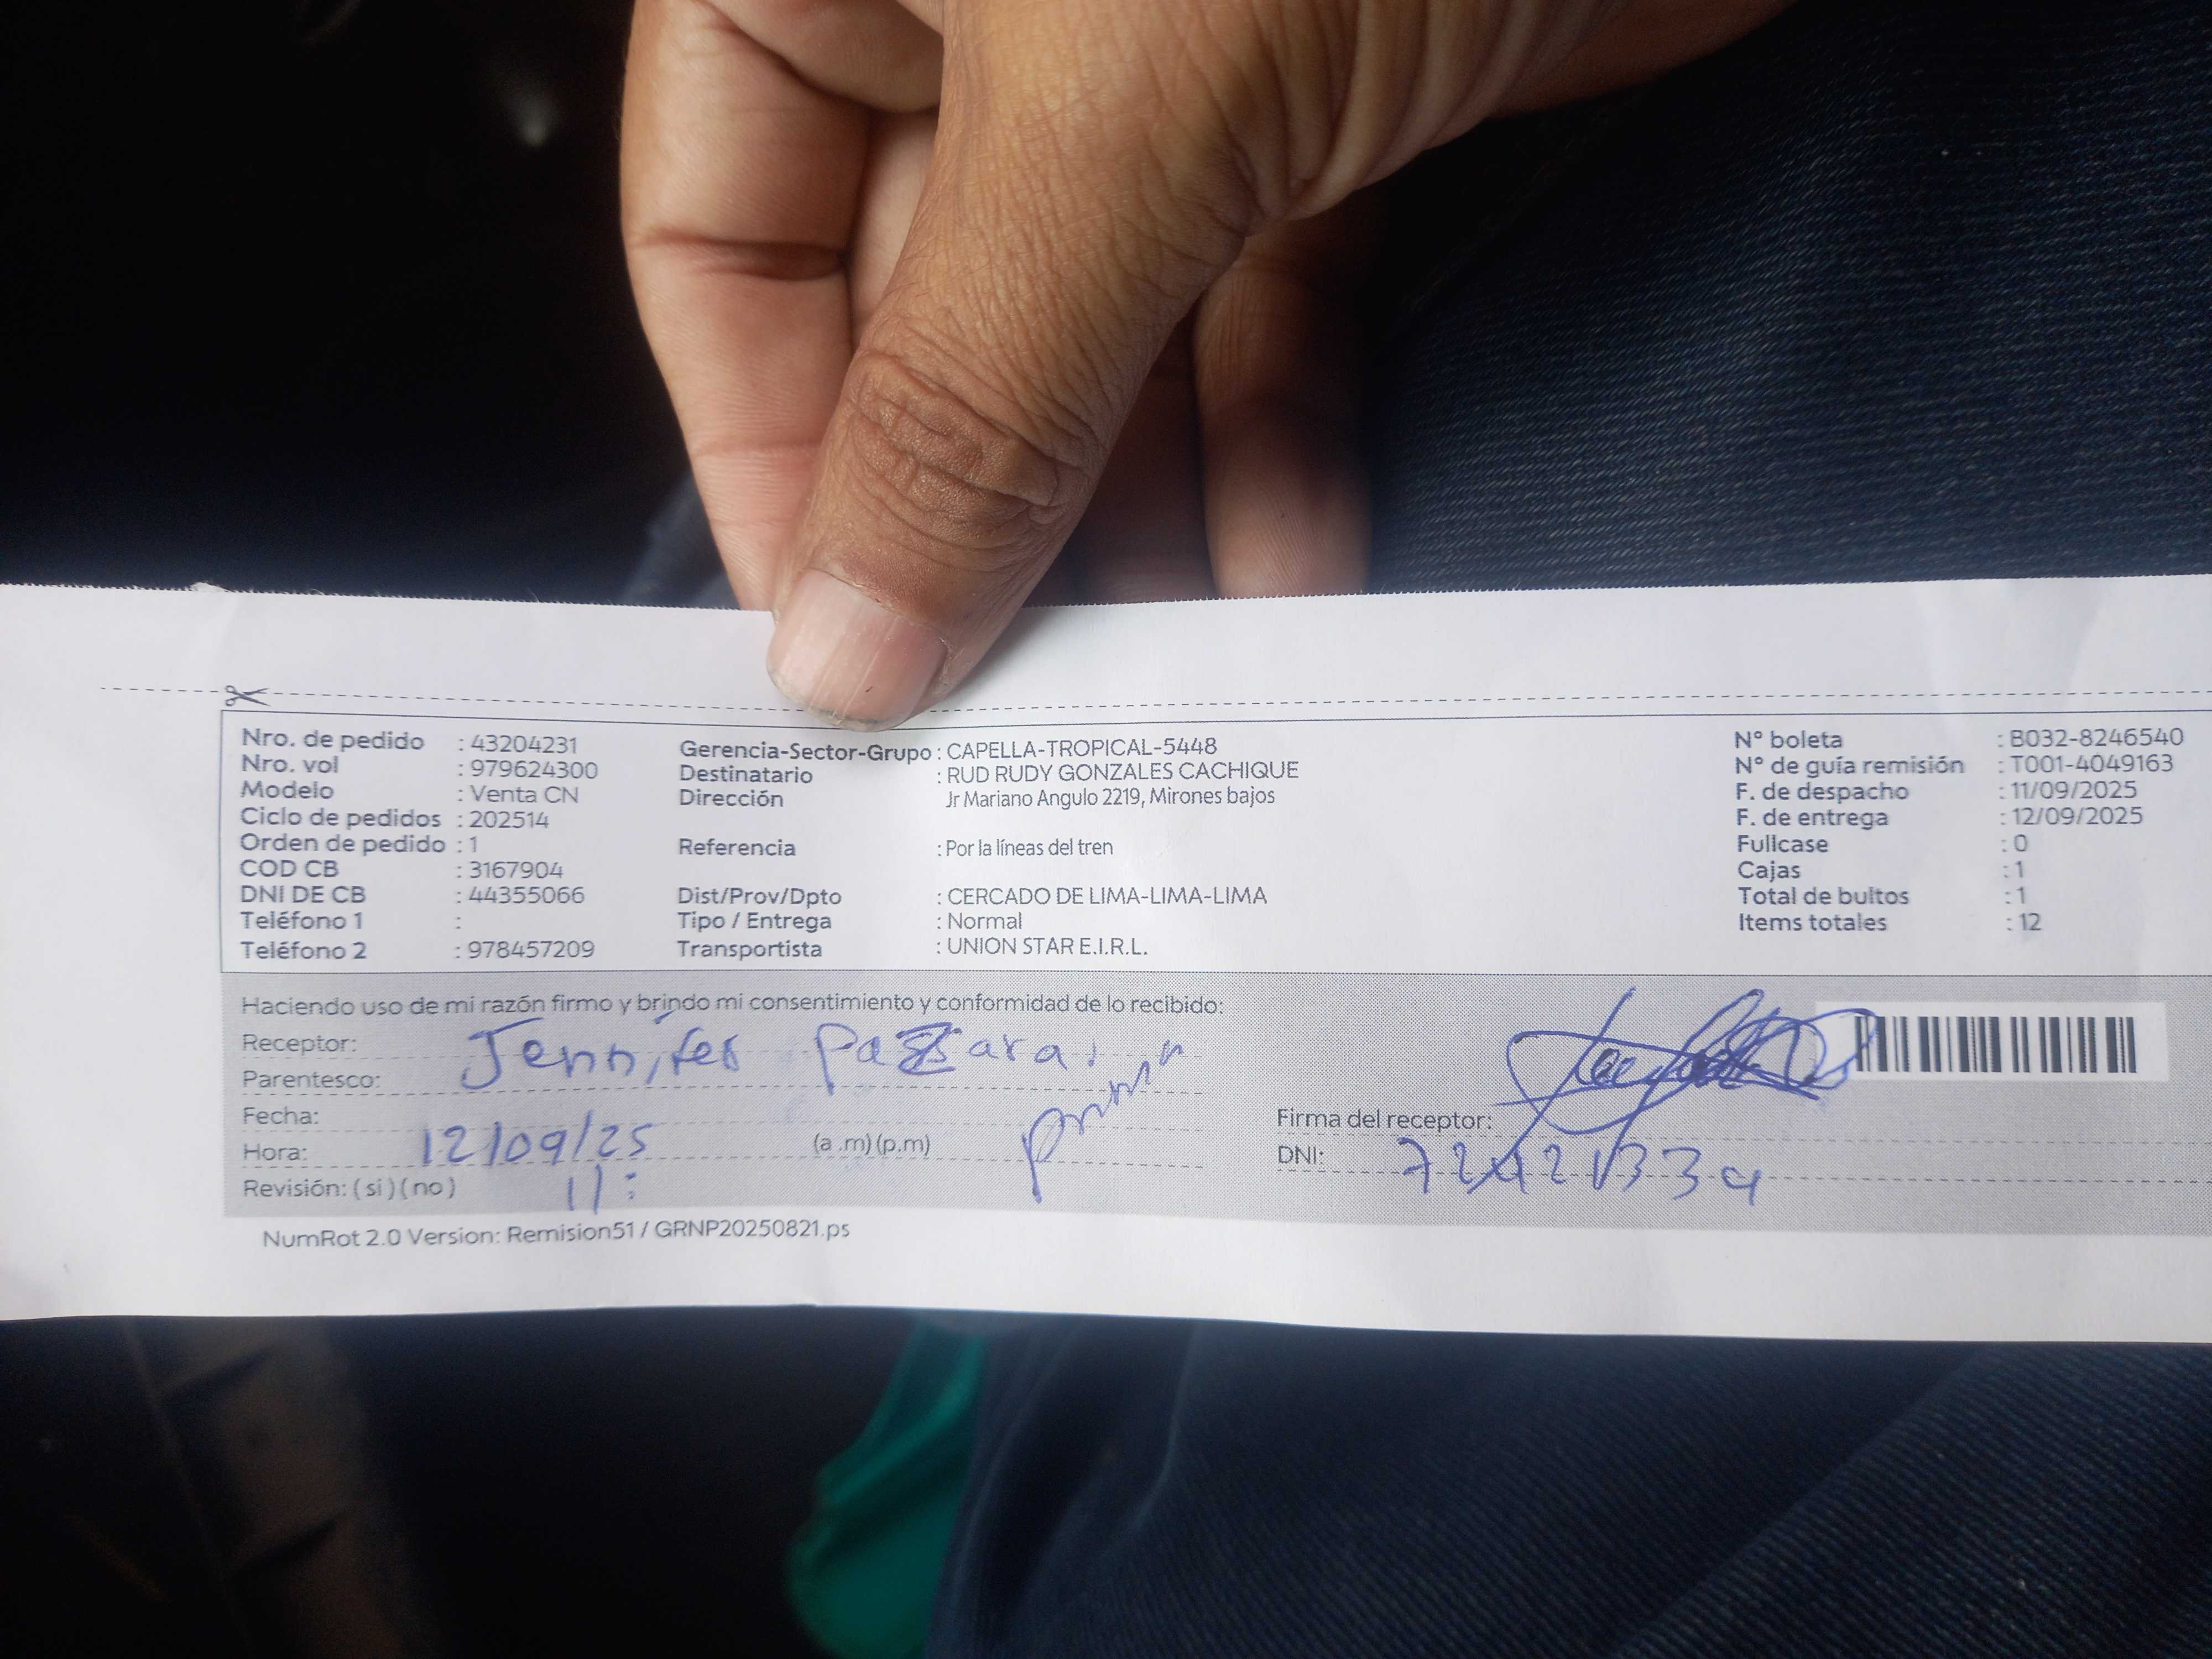 Nro. de pedido : 43204231
Nro. vol : 979624300
Modelo : Venta CN
Ciclo de pedidos : 202514
Orden de pedido : 1
COD CB : 3167904
DNI DE CB : 44355066
Teléfono 1 :
Teléfono 2 : 978457209
Gerencia-Sector-Grupo : CAPELLA-TROPICAL-5448
Destinatario : RUD RUDY GONZALES CACHIQUE
Dirección Jr Mariano Angulo 2219, Mirones bajos
Referencia : Por la líneas del tren
Dist/Prov/Dpto : CERCADO DE LIMA-LIMA-LIMA
Tipo / Entrega : Normal
Transportista : UNION STAR E.I.R.L.
N° boleta : B032-8246540
N° de guía remisión : T001-4049163
F. de despacho : 11/09/2025
F. de entrega : 12/09/2025
Fullcase : 0
Cajas : 1
Total de bultos : 1
Items totales : 12
Haciendo uso de mi razón firmo y brindo mi consentimiento y conformidad de lo recibido:
Receptor: Jennifer
Parentesco: prima
Fecha: 12/09/25
Hora: 11: (a.m) (p.m)
Revisión: ( si ) ( no )
Firma del receptor:
DNI:
NumRot 2.0 Version: Remision51 / GRNP20250821.ps